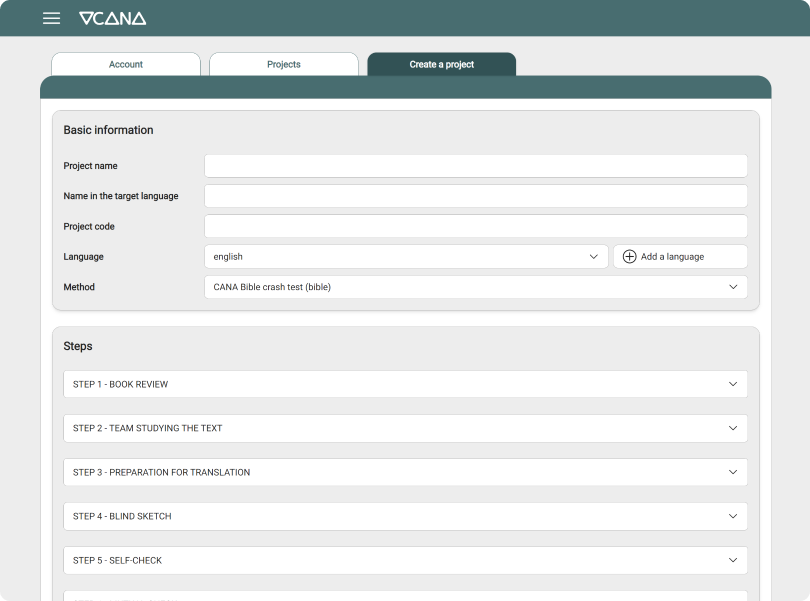 VCANA
Account
Projects
Create a project
Basic information
Project name
Name in the target language
Project code
Language
english
Add a language
Method
CANA Bible crash test (bible)
Steps
STEP 1 - BOOK REVIEW
STEP 2 - TEAM STUDYING THE TEXT
STEP 3 - PREPARATION FOR TRANSLATION
STEP 4 - BLIND SKETCH
STEP 5 - SELF-CHECK